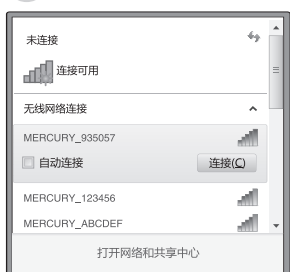 未连接
连接可用
无线网络连接
MERCURY_935057
自动连接
连接(C)
MERCURY_123456
MERCURY_ABCDEF
打开网络和共享中心